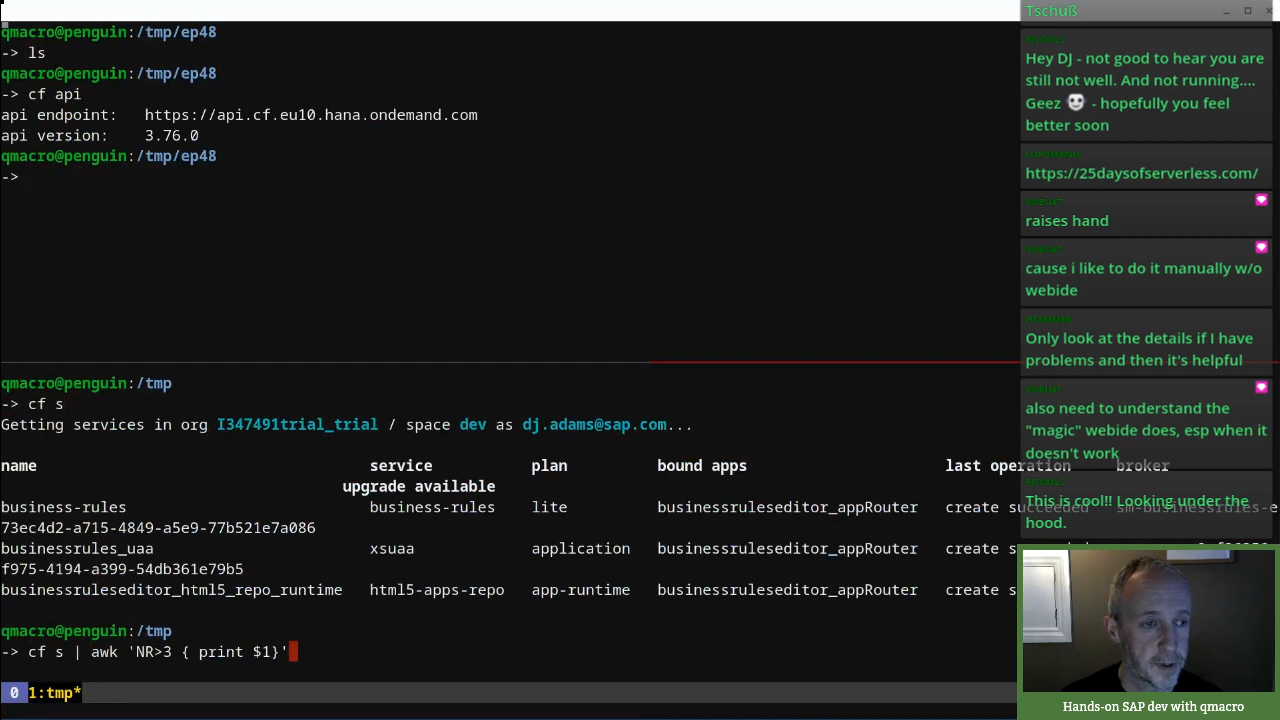 qmacro@penguin:/tmp/ep48
-> ls
qmacro@penguin:/tmp/ep48
-> cf api
api endpoint:   https://api.cf.eu10.hana.ondemand.com
api version:    3.76.0
qmacro@penguin:/tmp/ep48
->
qmacro@penguin:/tmp
-> cf s
Getting services in org I347491trial_trial / space dev as dj.adams@sap.com...
name service plan bound apps last operation broker
upgrade available
business-rules business-rules lite businessruleseditor_appRouter create succeeded sm-businessrules-e
73ec4d2-a715-4849-a5e9-77b521e7a086
businessrules_uaa xsuaa application businessruleseditor_appRouter create s
f975-4194-a399-54db361e79b5
businessruleseditor_html5_repo_runtime html5-apps-repo app-runtime businessruleseditor_appRouter create s
qmacro@penguin:/tmp
-> cf s | awk 'NR>3 { print $1}'
0 1:tmp*
Tschuß
Hey DJ - not good to hear you are
still not well. And not running....
Geez 💀 - hopefully you feel
better soon
https://25daysofserverless.com/
raises hand
cause i like to do it manually w/o
webide
Only look at the details if I have
problems and then it's helpful
also need to understand the
"magic" webide does, esp when it
doesn't work
This is cool!! Looking under the
hood.
Hands-on SAP dev with qmacro